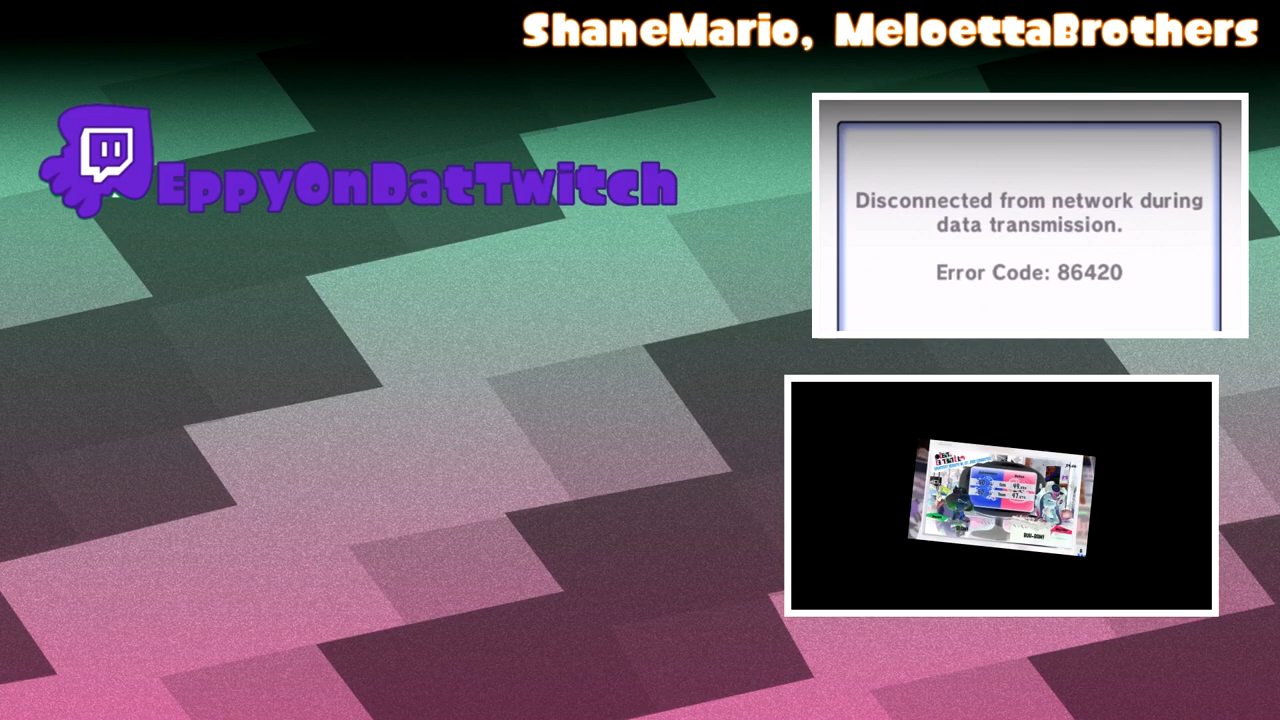 ShaneMario, MeloettaBrothers
EppyOnDatTwitch
Disconnected from network during
data transmission.
Error Code: 86420